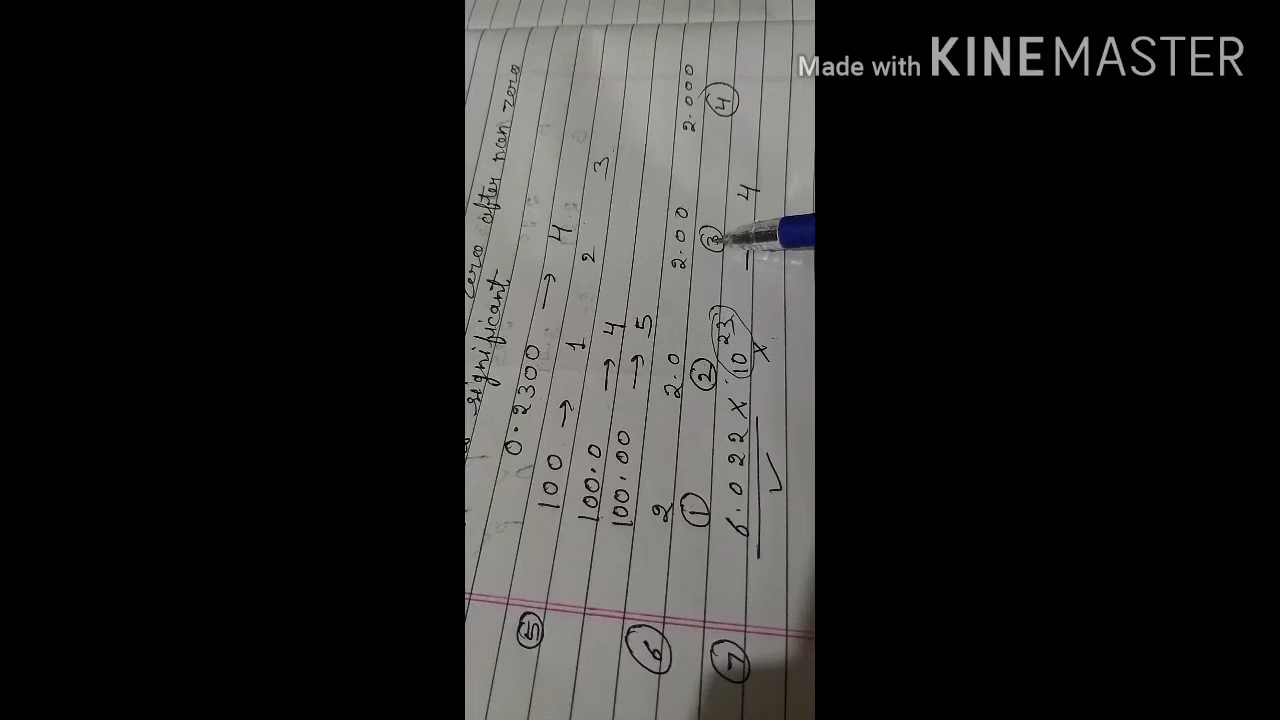 Made with KINEMASTER
zero after non zero
significant
0.2300 → 4
⑤ 100 → 1 2 3
100.0 → 4
100.00 → 5
⑥ 2 2.0 2.00 2.000
① ② ③ ④
⑦ 6.022 X 10²³ — 4
✓ x